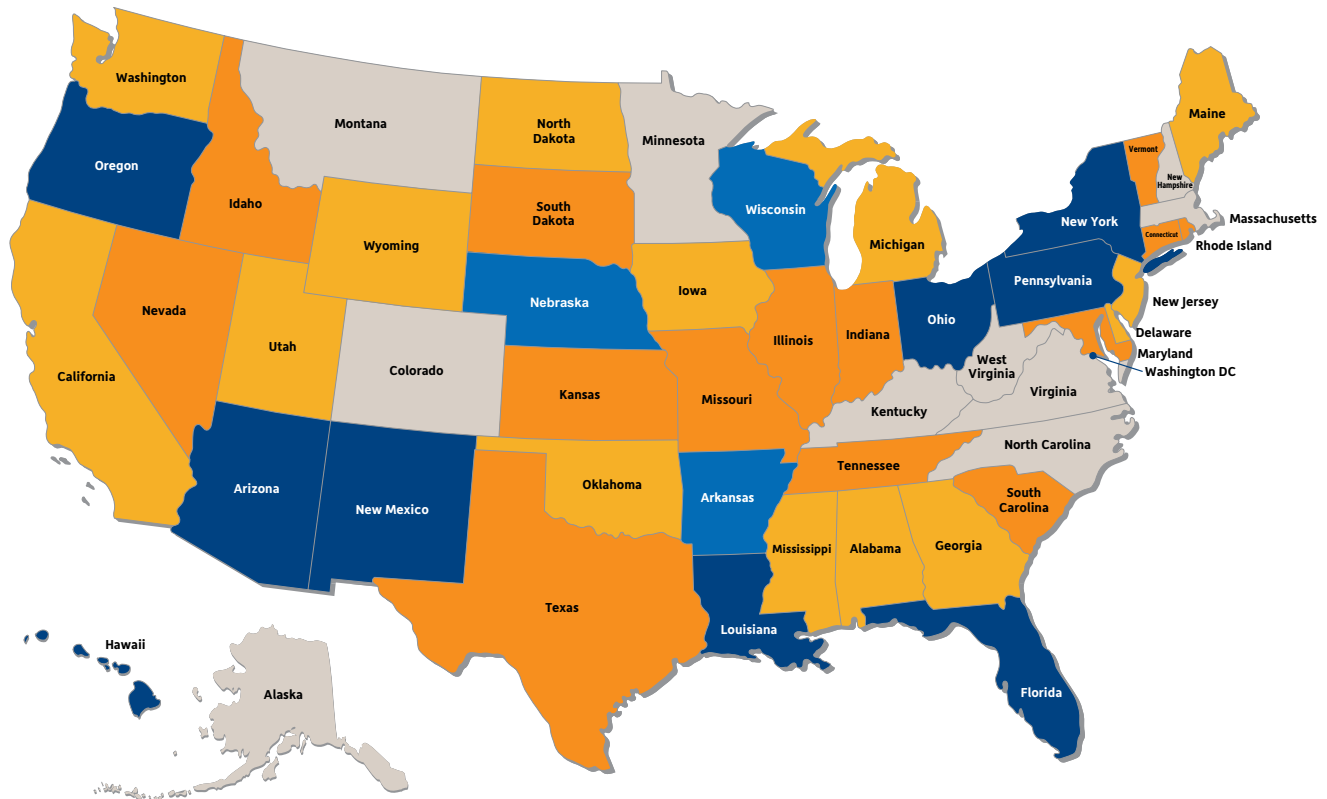 Washington
Montana
North
Dakota
Minnesota
Maine
Oregon
Idaho
South
Dakota
Wisconsin
Vermont
New
Hampshire
Wyoming
Michigan
New York
Massachusetts
Connecticut
Rhode Island
Nevada
Nebraska
Iowa
Pennsylvania
New Jersey
Utah
Illinois
Indiana
Ohio
Delaware
California
Colorado
West
Virginia
Maryland
Washington DC
Kansas
Missouri
Kentucky
Virginia
North Carolina
Arizona
New Mexico
Oklahoma
Arkansas
Tennessee
South
Carolina
Mississippi
Alabama
Georgia
Texas
Louisiana
Hawaii
Alaska
Florida